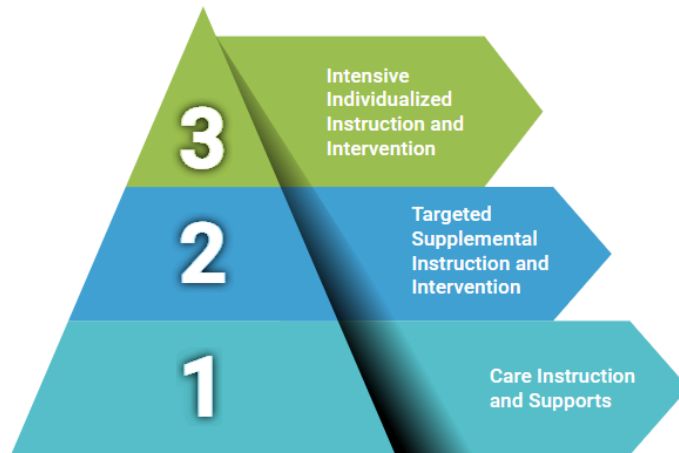 3
Intensive
Individualized
Instruction and
Intervention
2
Targeted
Supplemental
Instruction and
Intervention
1
Care Instruction
and Supports